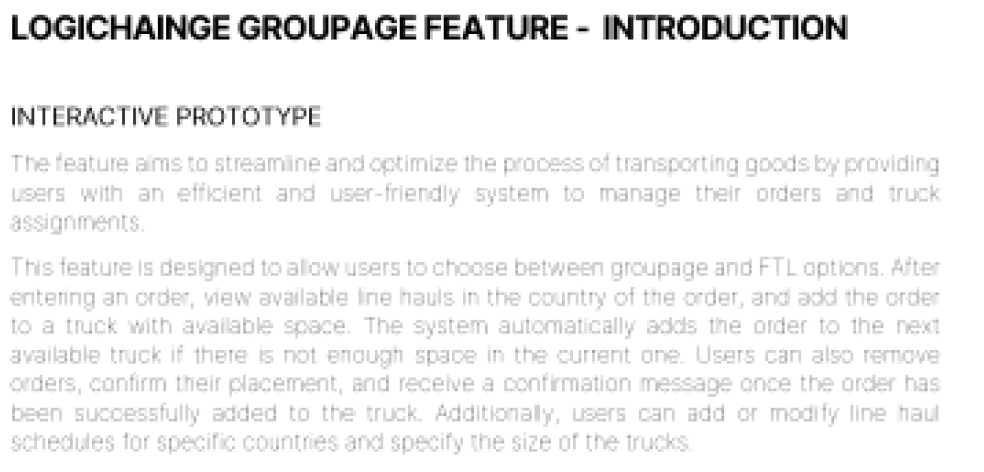 LOGICHAINGE GROUPAGE FEATURE - INTRODUCTION
INTERACTIVE PROTOTYPE
The feature aims to streamline and optimize the process of transporting goods by providing
users with an efficient and user-friendly system to manage their orders and truck
assignments.
This feature is designed to allow users to choose between groupage and FTL options. After
entering an order, view available line hauls in the country of the order, and add the order
to a truck with available space. The system automatically adds the order to the next
available truck if there is not enough space in the current one. Users can also remove
orders, confirm their placement, and receive a confirmation message once the order has
been successfully added to the truck. Additionally, users can add or modify line haul
schedules for specific countries and specify the size of the trucks.